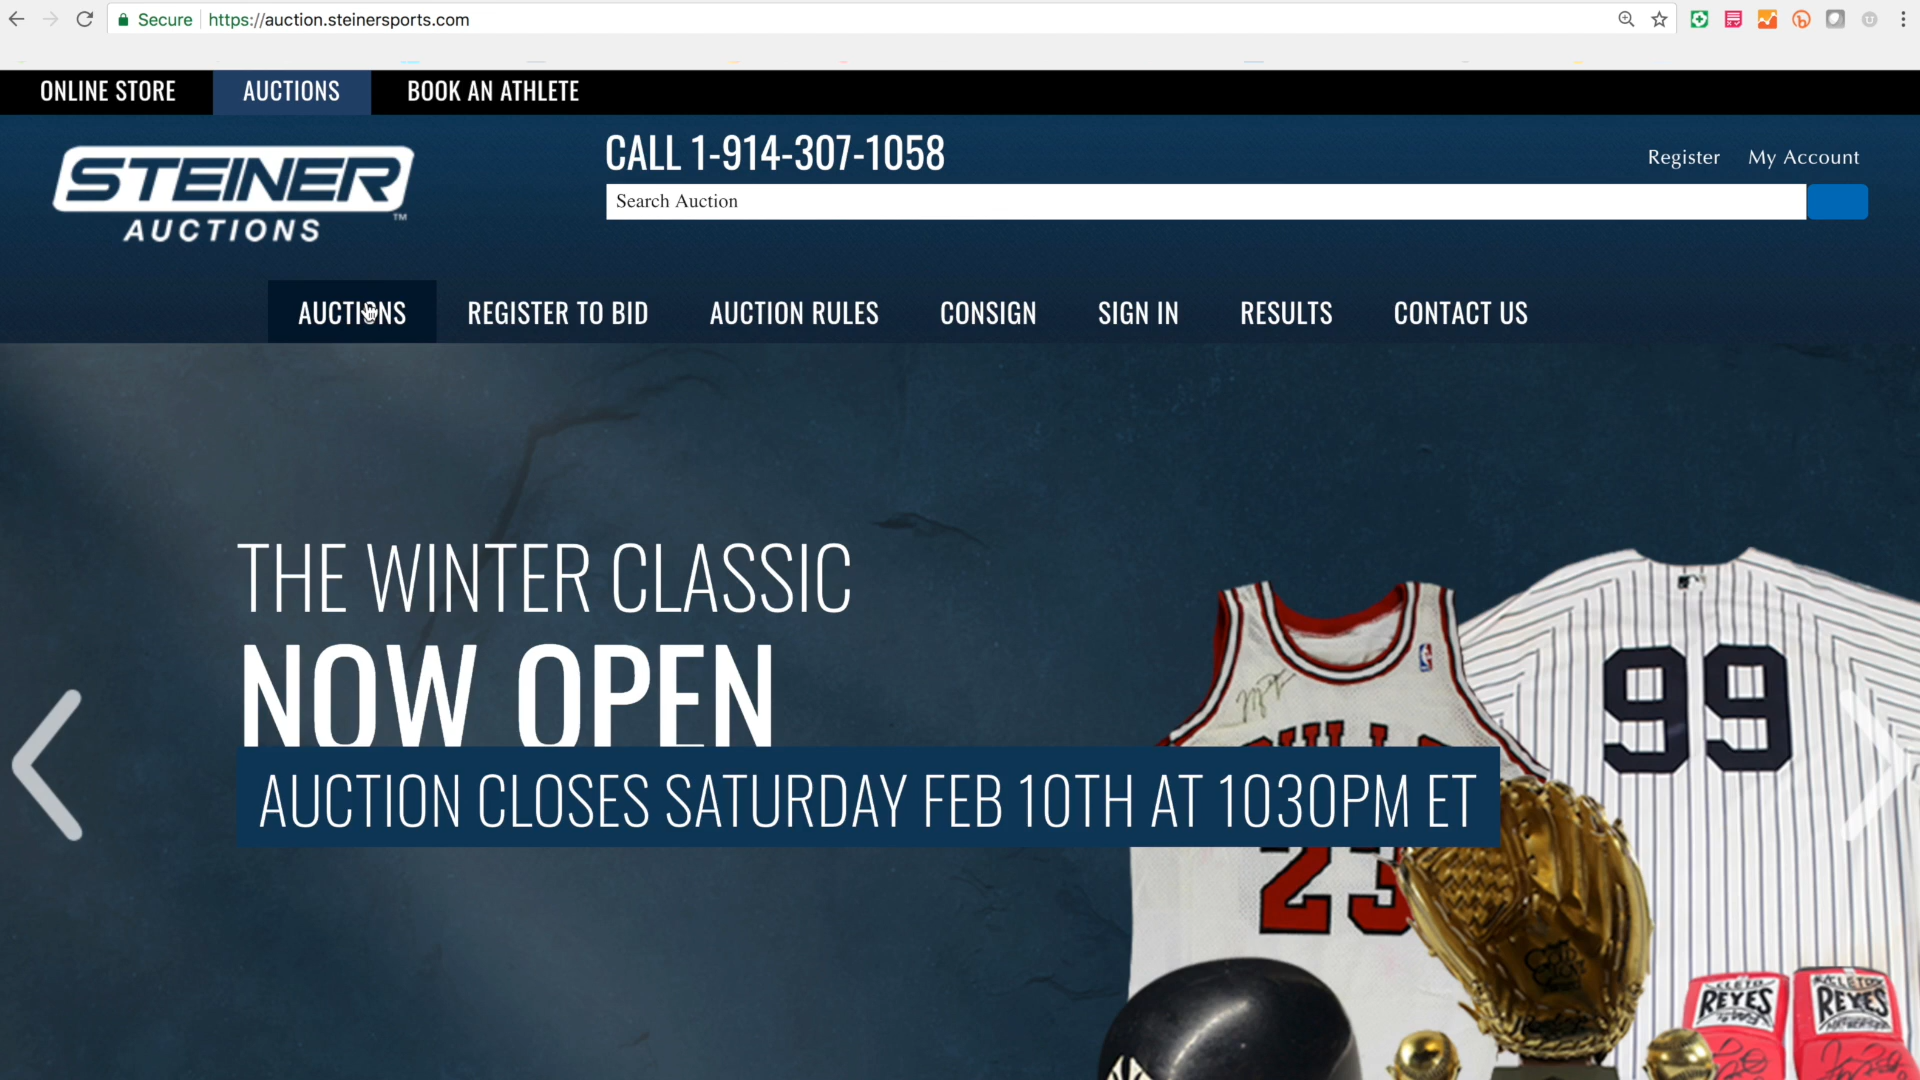 Secure https://auction.steinersports.com
ONLINE STORE AUCTIONS BOOK AN ATHLETE
STEINER
AUCTIONS
TM
CALL 1-914-307-1058
Register My Account
Search Auction
AUCTIONS REGISTER TO BID AUCTION RULES CONSIGN SIGN IN RESULTS CONTACT US
THE WINTER CLASSIC
NOW OPEN
AUCTION CLOSES SATURDAY FEB 10TH AT 1030PM ET
99
23
REYES
REYES